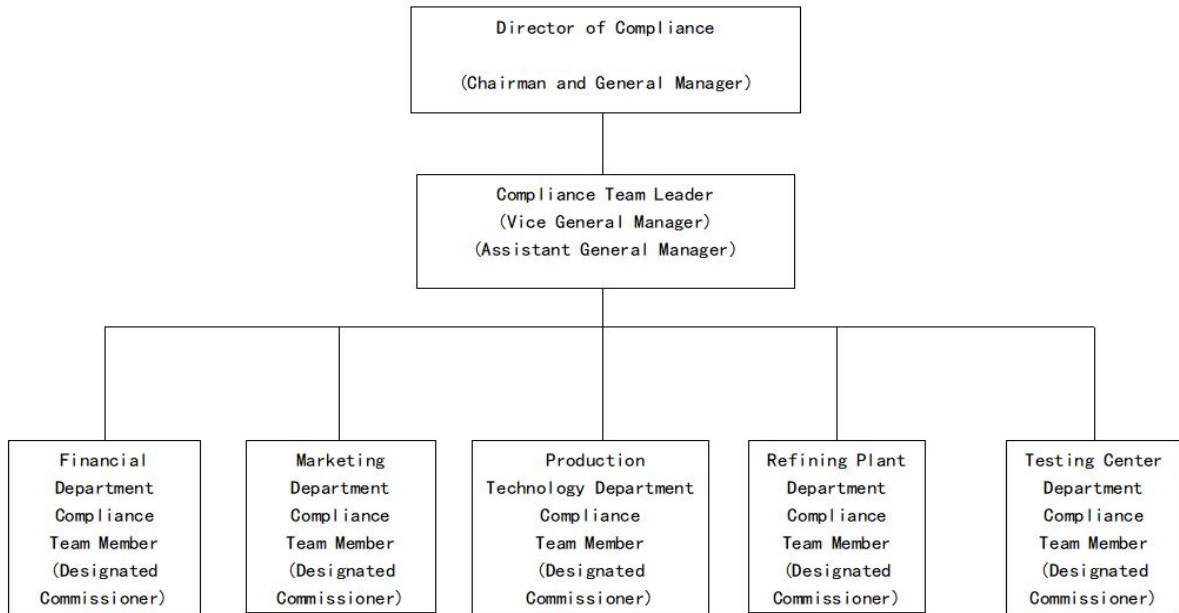 Director of Compliance
(Chairman and General Manager)
Compliance Team Leader
(Vice General Manager)
(Assistant General Manager)
Financial
Department
Compliance
Team Member
(Designated
Commissioner)
Marketing
Department
Compliance
Team Member
(Designated
Commissioner)
Production
Technology Department
Compliance
Team Member
(Designated
Commissioner)
Refining Plant
Department
Compliance
Team Member
(Designated
Commissioner)
Testing Center
Department
Compliance
Team Member
(Designated
Commissioner)